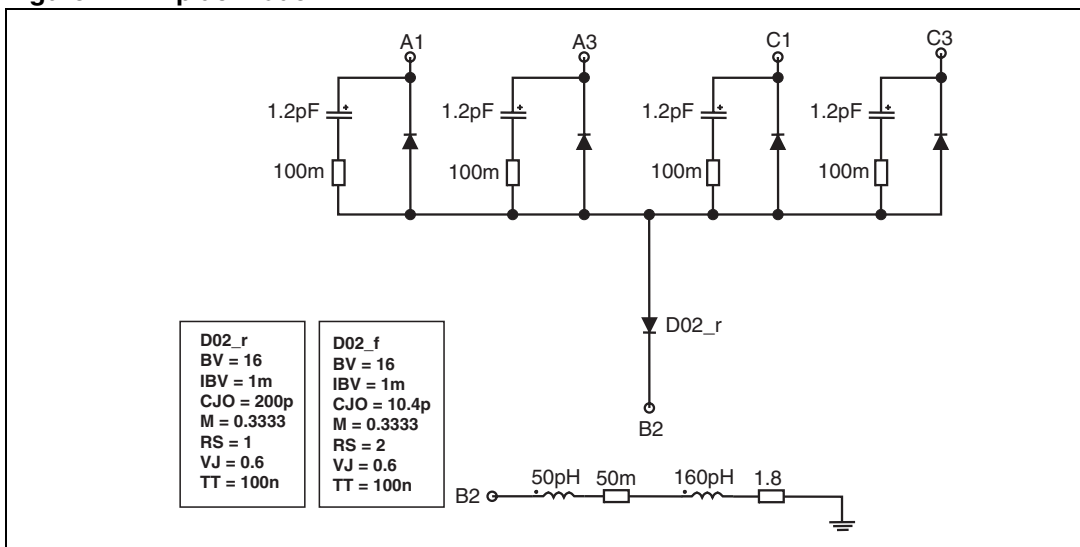 A1 A3 C1 C3
1.2pF 1.2pF 1.2pF 1.2pF
100m 100m 100m 100m
D02_r
B2
D02_r
BV = 16
IBV = 1m
CJO = 200p
M = 0.3333
RS = 1
VJ = 0.6
TT = 100n
D02_f
BV = 16
IBV = 1m
CJO = 10.4p
M = 0.3333
RS = 2
VJ = 0.6
TT = 100n
B2 50pH 50m 160pH 1.8